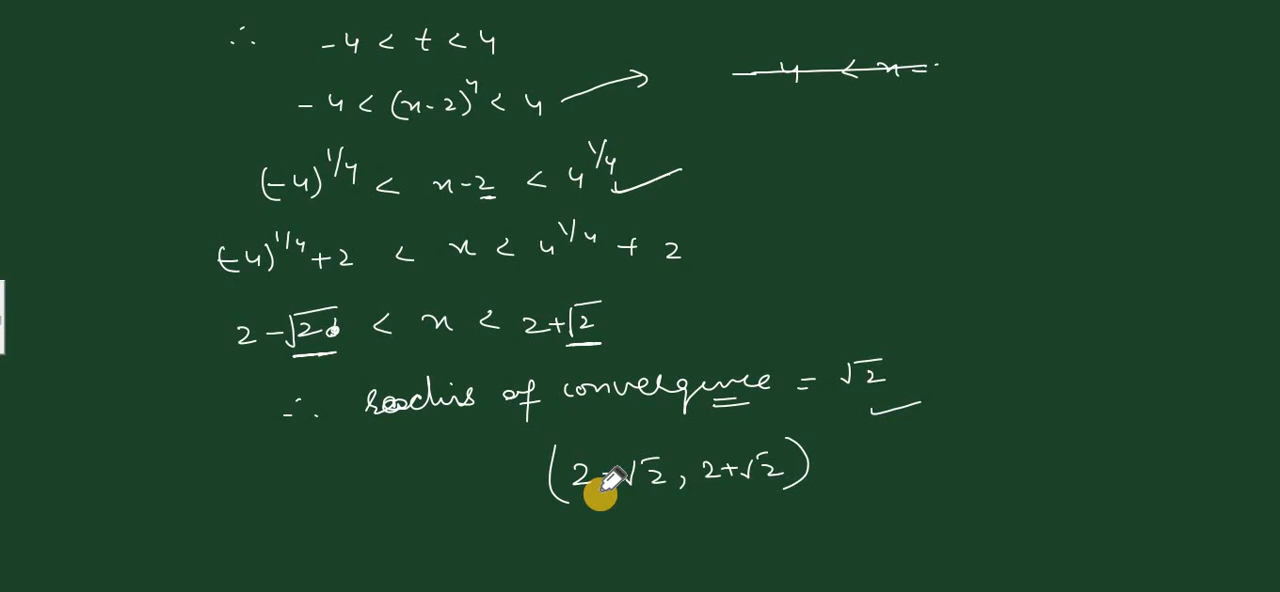 ∴ -4 < t < 4
-4 < (x-2)^4 < 4 → -4 < x =
(-4)^1/4 < x-2 < 4^1/4 ✓
(-4)^1/4 + 2 < x < 4^1/4 + 2
2-√2 < x < 2+√2
∴ radius of convergence = √2
(2-√2, 2+√2)